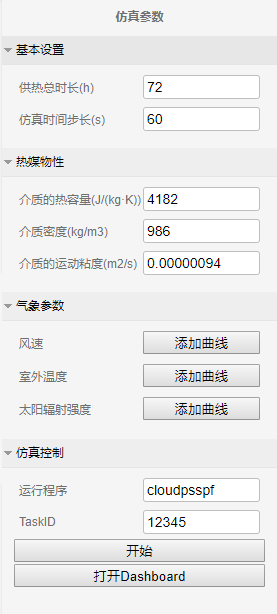 仿真参数
基本设置
供热总时长(h) 72
仿真时间步长(s) 60
热媒物性
介质的热容量(J/(kg·K)) 4182
介质密度(kg/m3) 986
介质的运动粘度(m2/s) 0.00000094
气象参数
风速 添加曲线
室外温度 添加曲线
太阳辐射强度 添加曲线
仿真控制
运行程序 cloudpsspf
TaskID 12345
开始
打开Dashboard